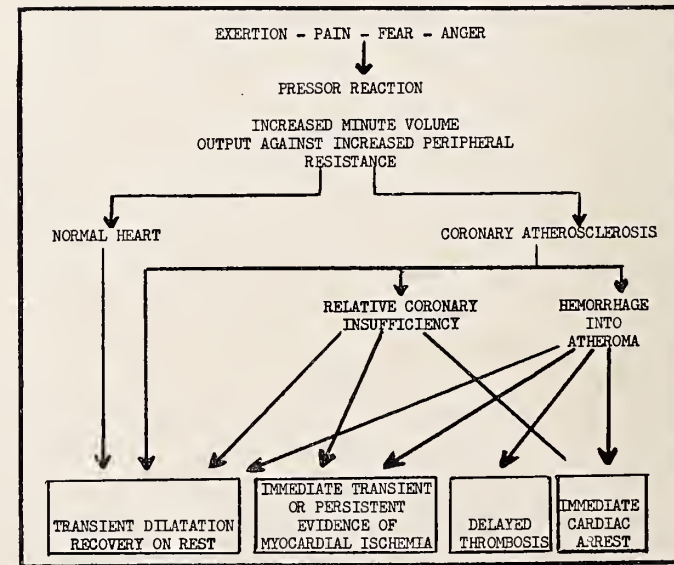 EXERTION - PAIN - FEAR - ANGER
PRESSOR REACTION
INCREASED MINUTE VOLUME
OUTPUT AGAINST INCREASED PERIPHERAL
RESISTANCE
NORMAL HEART
CORONARY ATHEROSCLEROSIS
RELATIVE CORONARY
INSUFFICIENCY
HEMORRHAGE
INTO
ATHEROMA
TRANSIENT DILATATION
RECOVERY ON REST
IMMEDIATE TRANSIENT
OR PERSISTENT
EVIDENCE OF
MYOCARDIAL ISCHEMIA
DELAYED
THROMBOSIS
IMMEDIATE
CARDIAC
ARREST